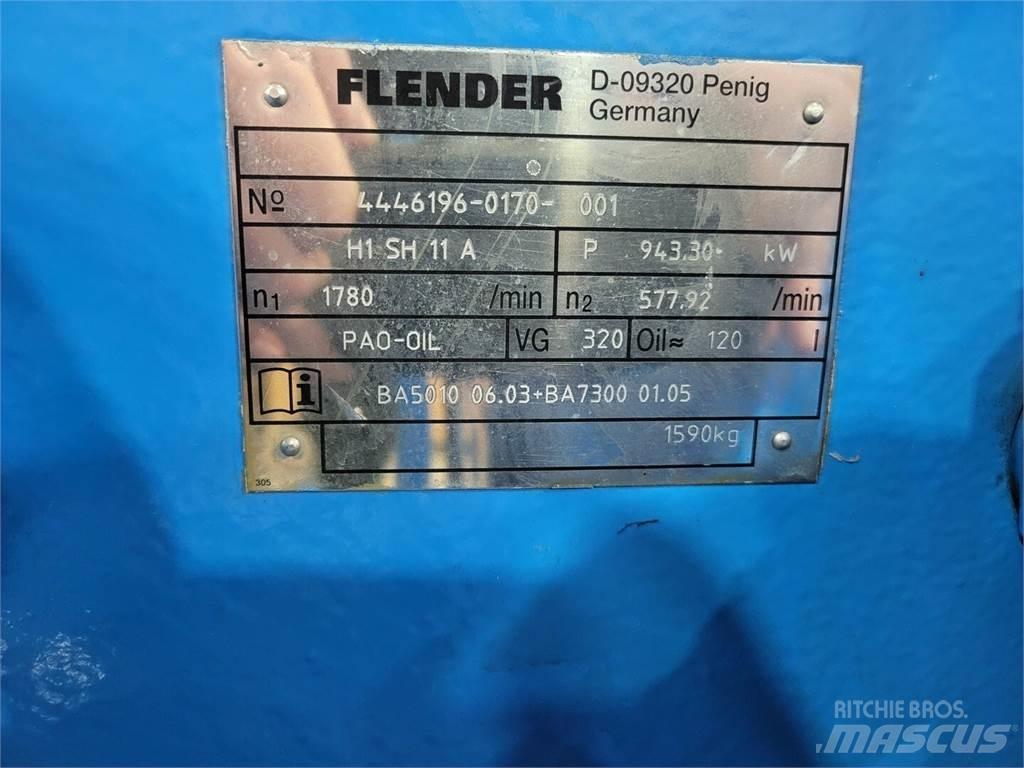 FLENDER D-09320 Penig
Germany
Nº 4446196-0170- 001
H1 SH 11 A P 943.30 kW
n1 1780 /min n2 577.92 /min
PAO-OIL VG 320 Oil≈ 120 l
i BA5010 06.03+BA7300 01.05
1590kg
305
RITCHIE BROS.
MASCUS